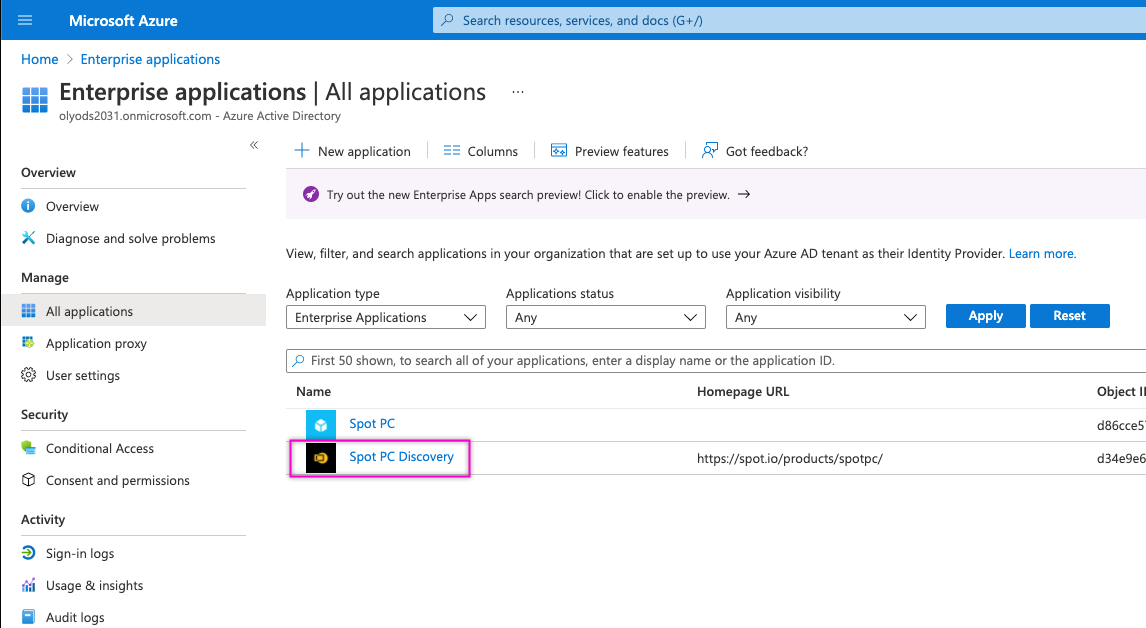 Microsoft Azure
Search resources, services, and docs (G+/)
Home > Enterprise applications
Enterprise applications | All applications ...
olyods2031.onmicrosoft.com - Azure Active Directory
«
Overview
Overview
Diagnose and solve problems
Manage
All applications
Application proxy
User settings
Security
Conditional Access
Consent and permissions
Activity
Sign-in logs
Usage & insights
Audit logs
New application
Columns
Preview features
Got feedback?
Try out the new Enterprise Apps search preview! Click to enable the preview. →
View, filter, and search applications in your organization that are set up to use your Azure AD tenant as their Identity Provider. Learn more.
Application type
Applications status
Application visibility
Enterprise Applications
Any
Any
Apply
Reset
First 50 shown, to search all of your applications, enter a display name or the application ID.
Name Homepage URL Object
Spot PC d86cce5
Spot PC Discovery https://spot.io/products/spotpc/ d34e9e6